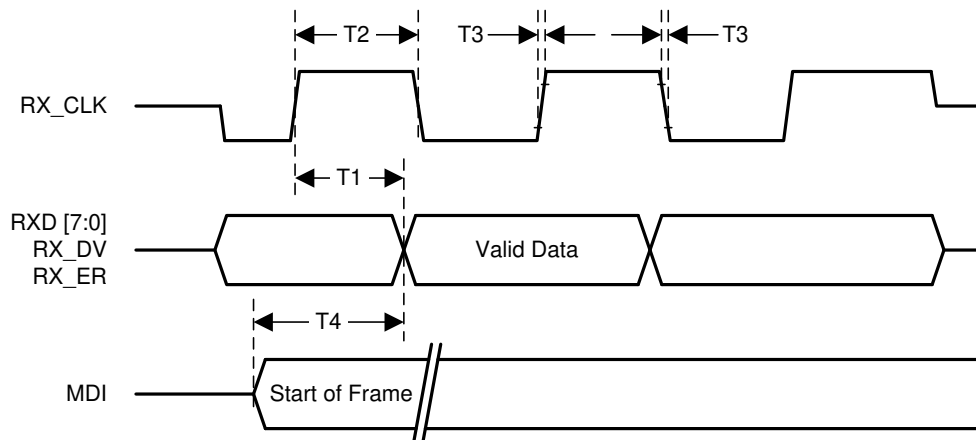 T2
T3
T3
RX_CLK
T1
RXD [7:0]
RX_DV
RX_ER
Valid Data
T4
MDI
Start of Frame